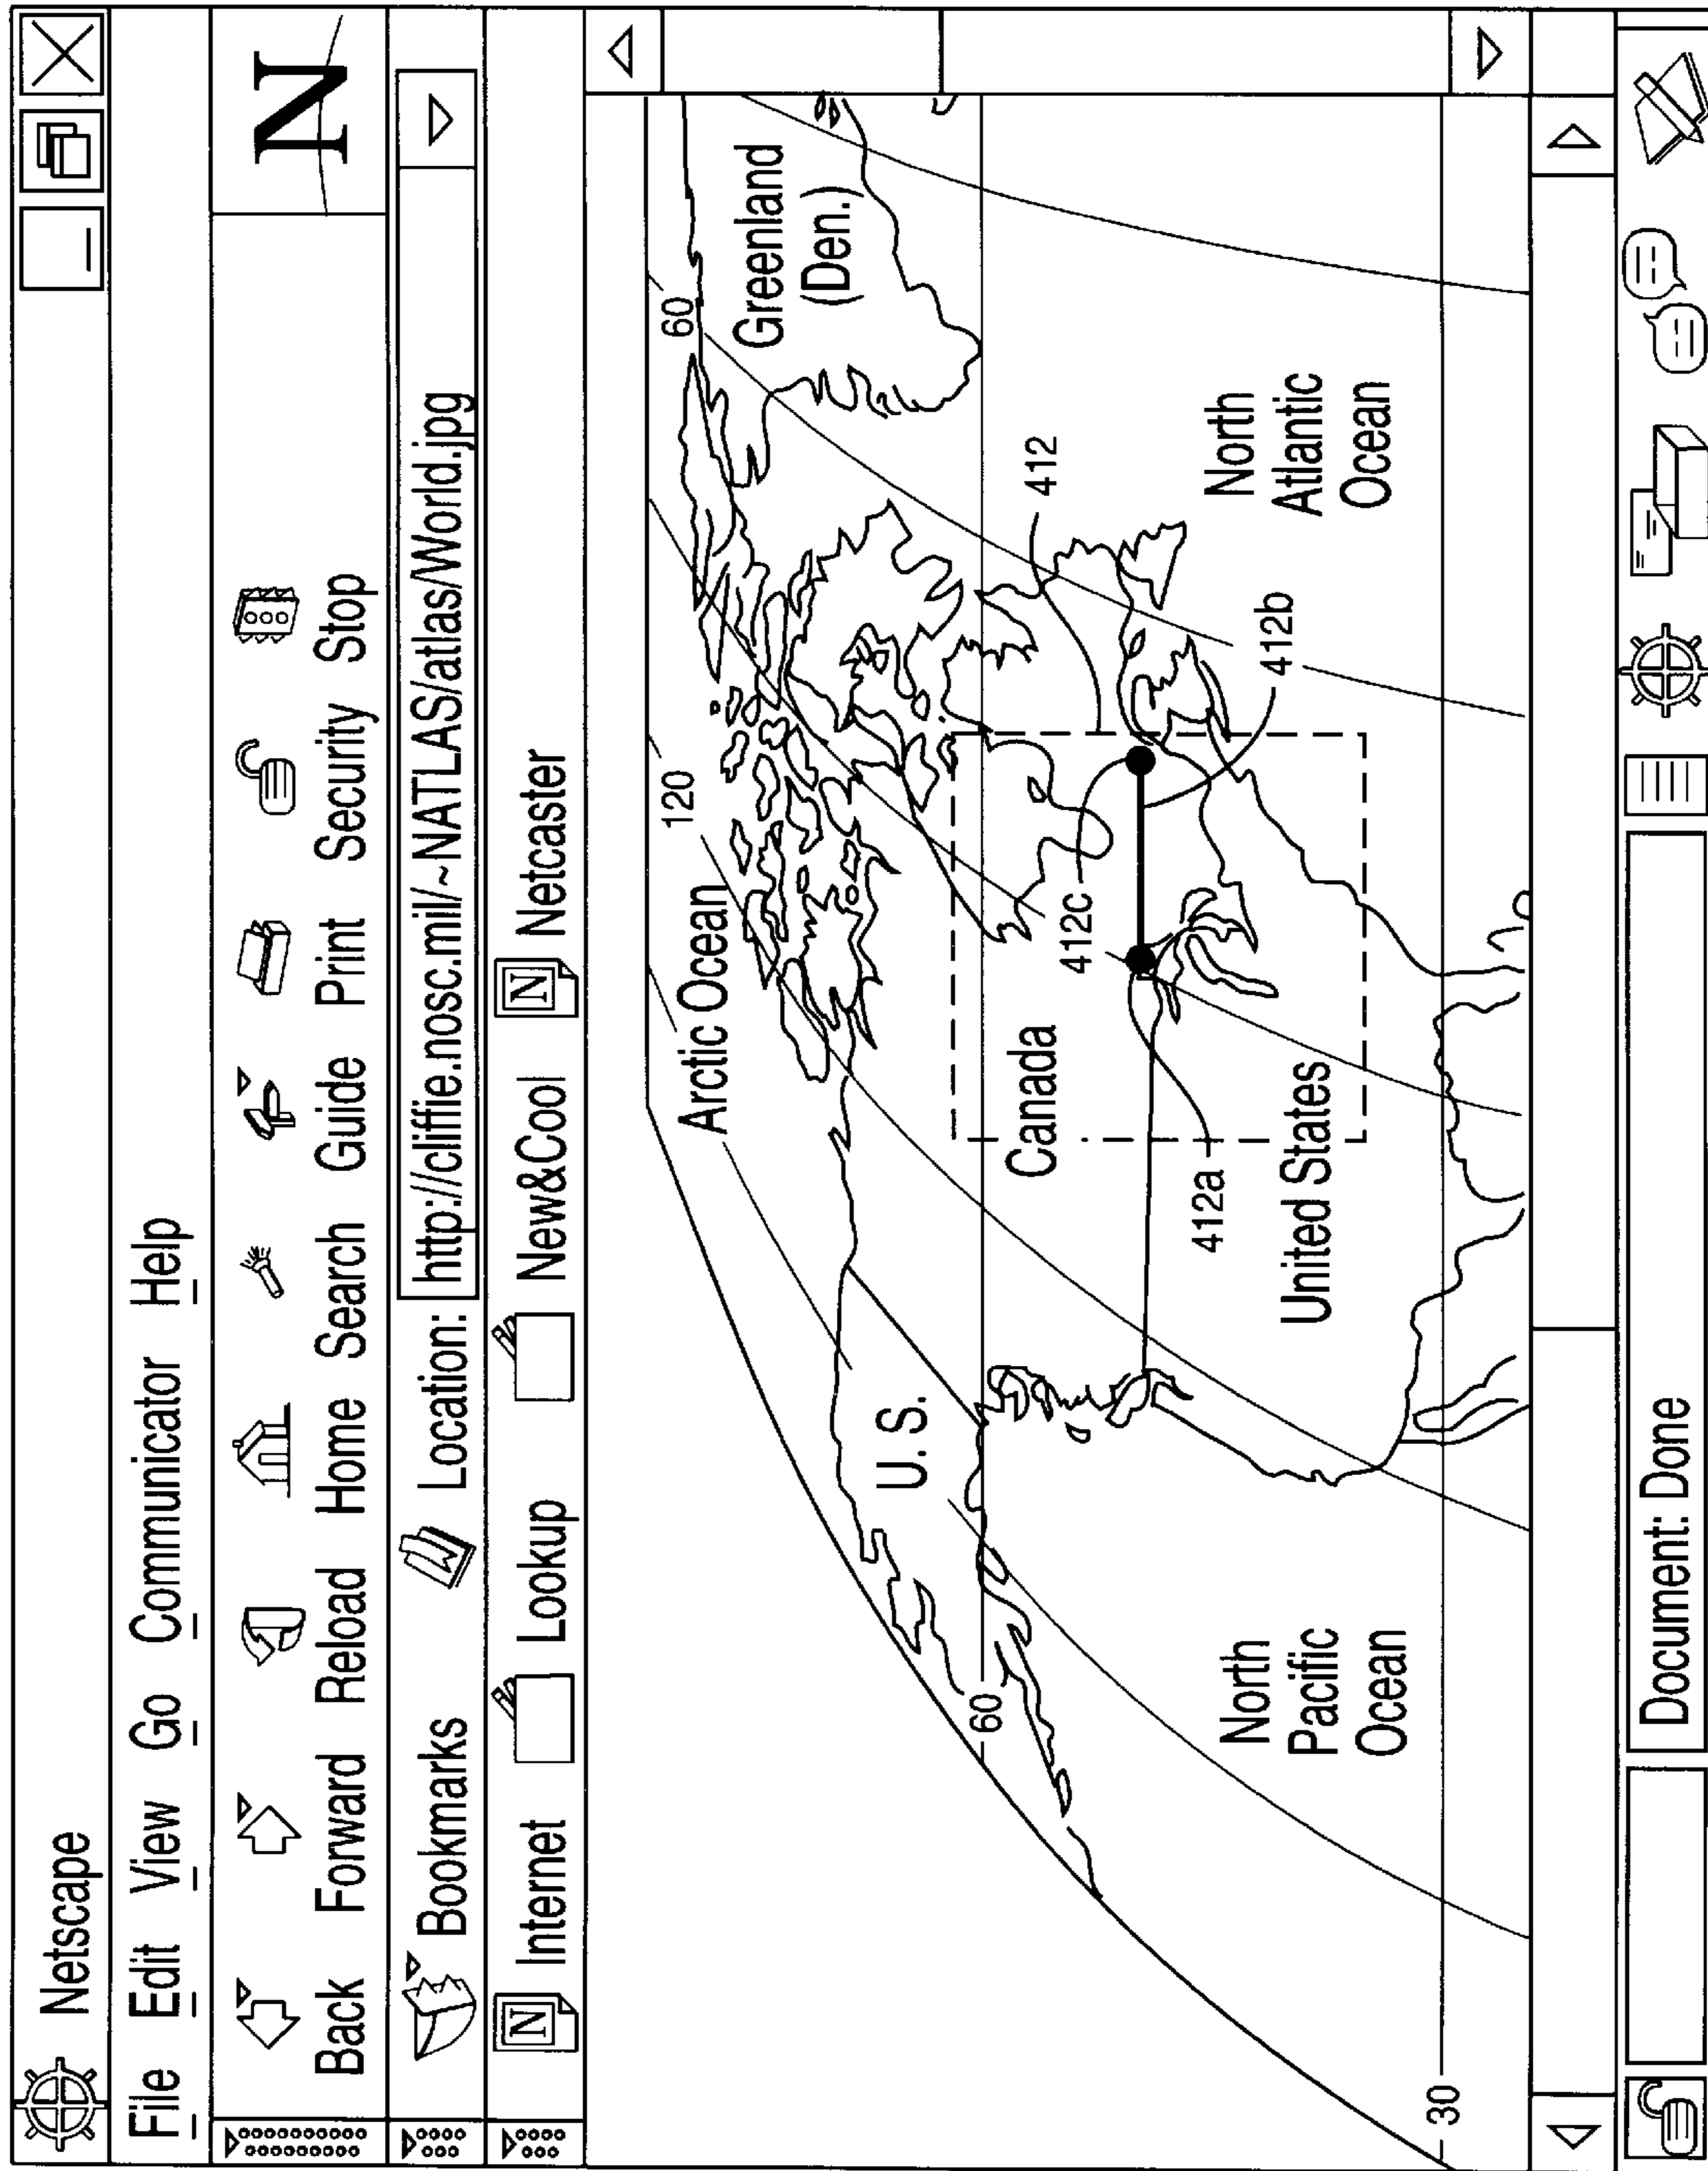 Netscape
File Edit View Go Communicator Help
Back Forward Reload Home Search Guide Print Security Stop
N
Bookmarks Location: http://cliffie.nosc.mil/~NATLAS/atlas/World.jpg
N Internet Lookup New&Cool N Netcaster
120
60
Arctic Ocean
Greenland
(Den.)
U.S.
60
Canada
412
412c
412a
412b
United States
North
Pacific
Ocean
North
Atlantic
Ocean
30
Document: Done